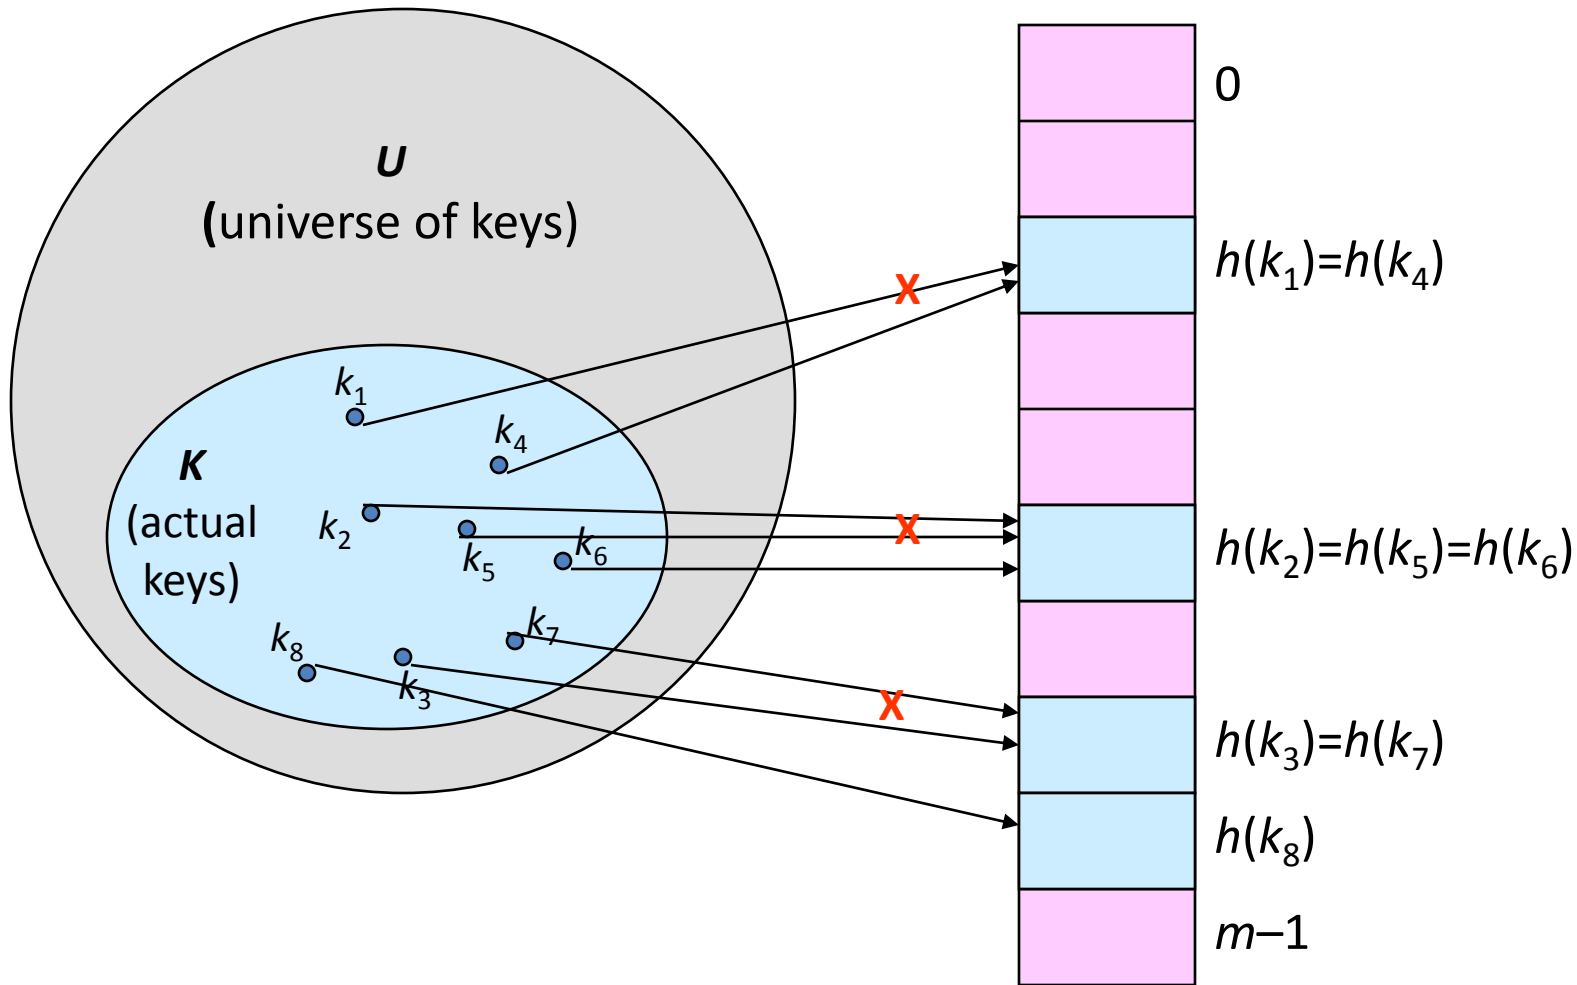 U
(universe of keys)
K
(actual
keys)
k₁
k₄
k₂
k₅
k₆
k₇
k₈
k₃
X
X
X
0
h(k₁)=h(k₄)
h(k₂)=h(k₅)=h(k₆)
h(k₃)=h(k₇)
h(k₈)
m–1